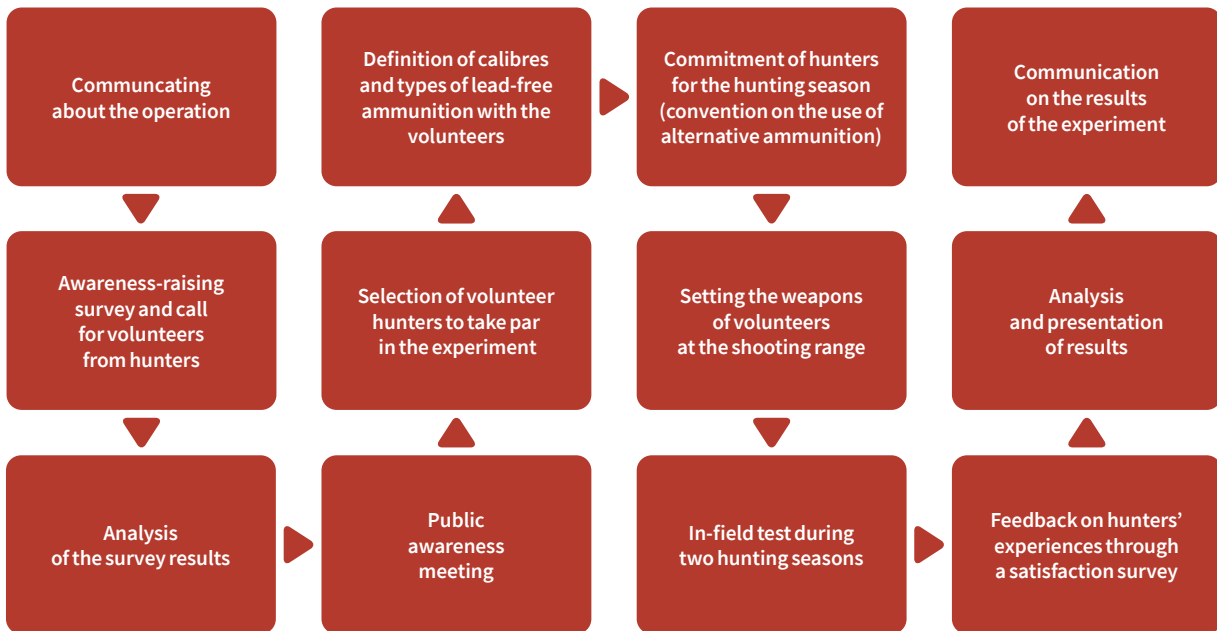 Communcating
about the operation
Awareness-raising
survey and call
for volunteers
from hunters
Analysis
of the survey results
Public
awareness
meeting
Selection of volunteer
hunters to take par
in the experiment
Definition of calibres
and types of lead-free
ammunition with the
volunteers
Commitment of hunters
for the hunting season
(convention on the use of
alternative ammunition)
Setting the weapons
of volunteers
at the shooting range
In-field test during
two hunting seasons
Feedback on hunters’
experiences through
a satisfaction survey
Analysis
and presentation
of results
Communication
on the results
of the experiment